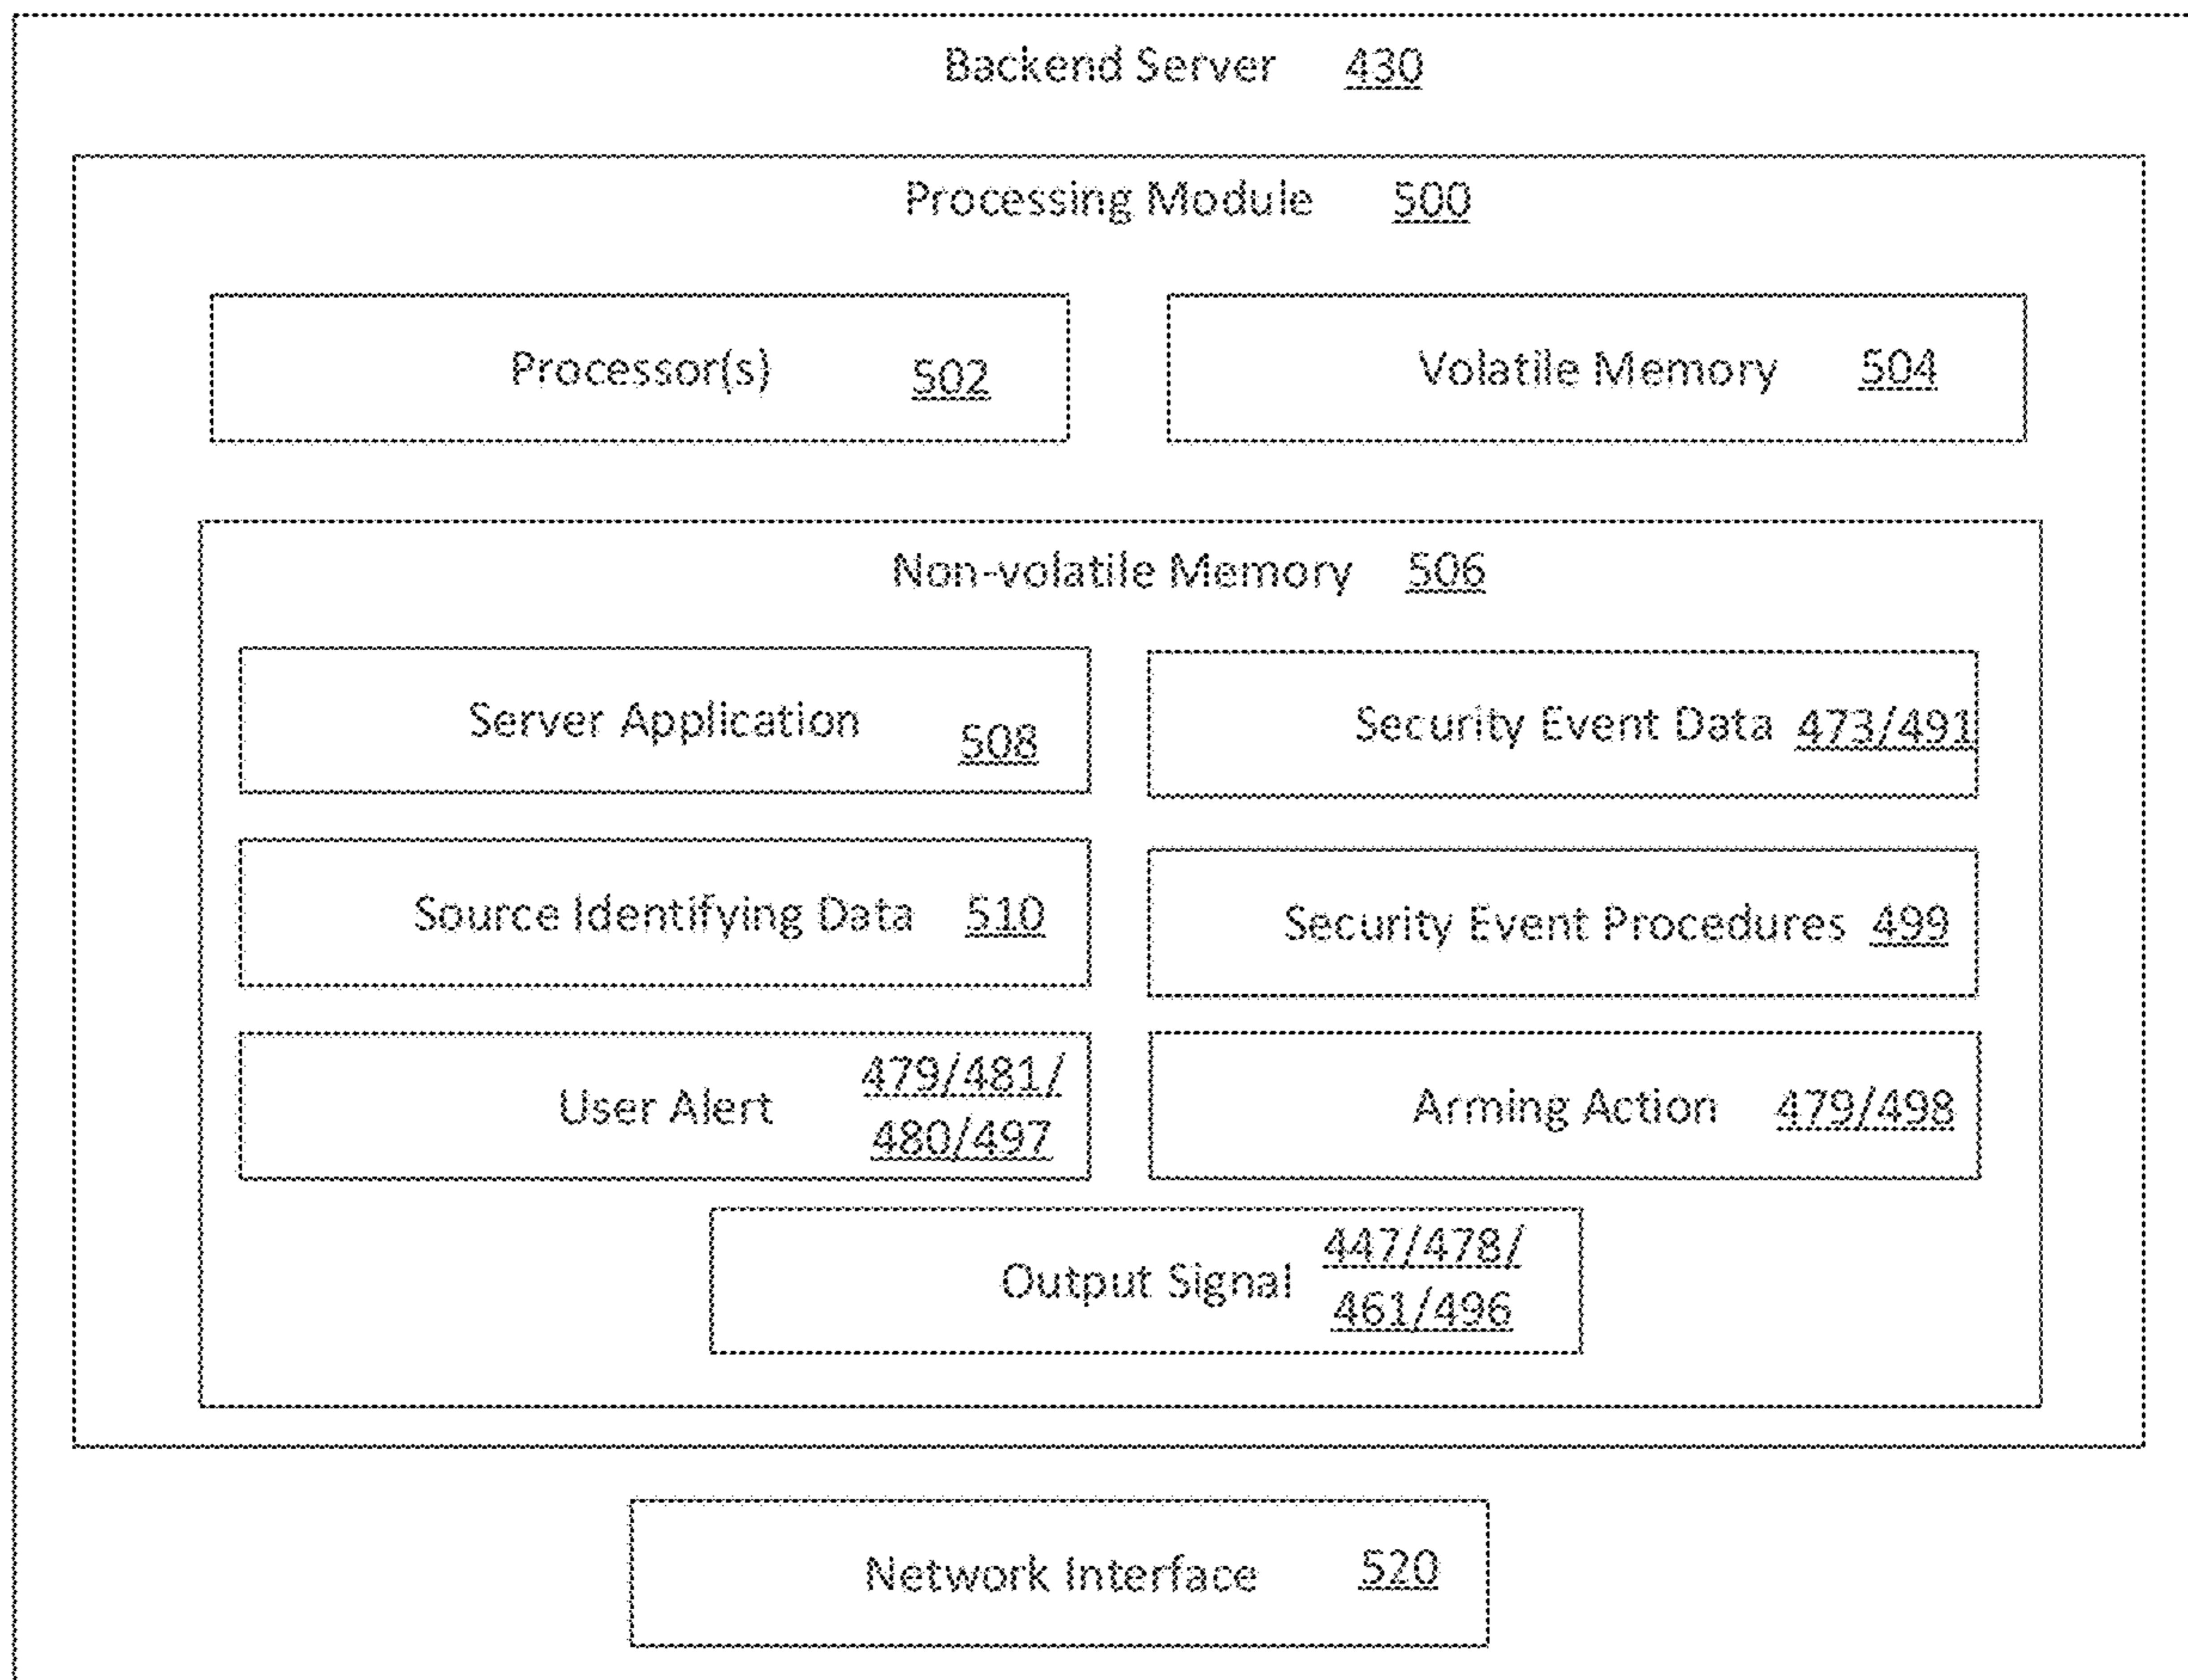 Backend Server 430
Processing Module 500
Processor(s) 502
Volatile Memory 504
Non-volatile Memory 506
Server Application 508
Security Event Data 473/491
Source Identifying Data 510
Security Event Procedures 499
User Alert 479/481/
480/497
Arming Action 479/498
Output Signal 447/478/
461/496
Network Interface 520